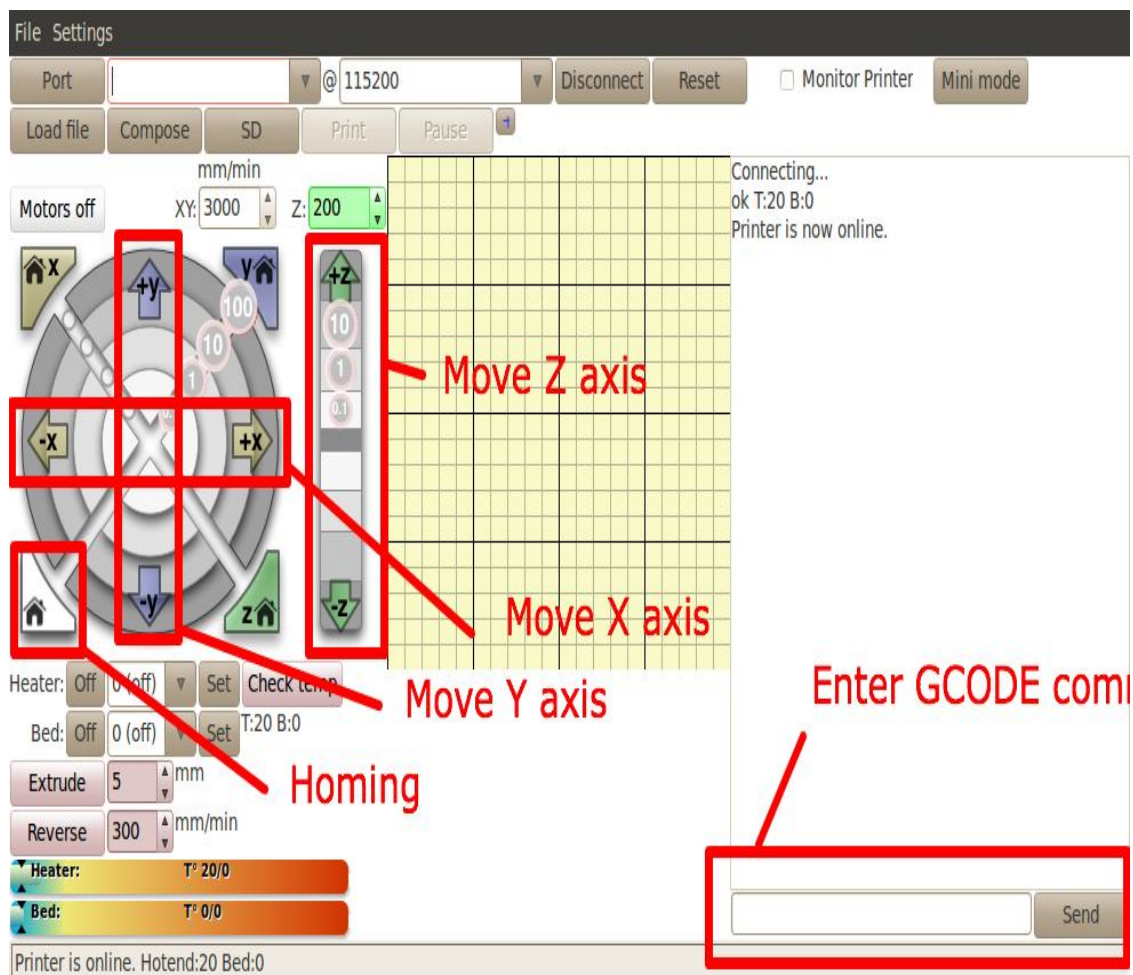 File Settings
Port @ 115200 Disconnect Reset Monitor Printer Mini mode
Load file Compose SD Print Pause
mm/min
Motors off XY: 3000 Z: 200
Connecting...
ok T:20 B:0
Printer is now online.
x +y y +z
100
10 10
1 1
0.1
Move Z axis
-x +x
Move X axis
-y z -z
Heater: Off 0 (off) Set Check temp
Move Y axis
Enter GCODE
Bed: Off 0 (off) Set T:20 B:0
Homing
Extrude 5 mm
Reverse 300 mm/min
Heater: T° 20/0
Bed: T° 0/0
Send
Printer is online. Hotend:20 Bed:0